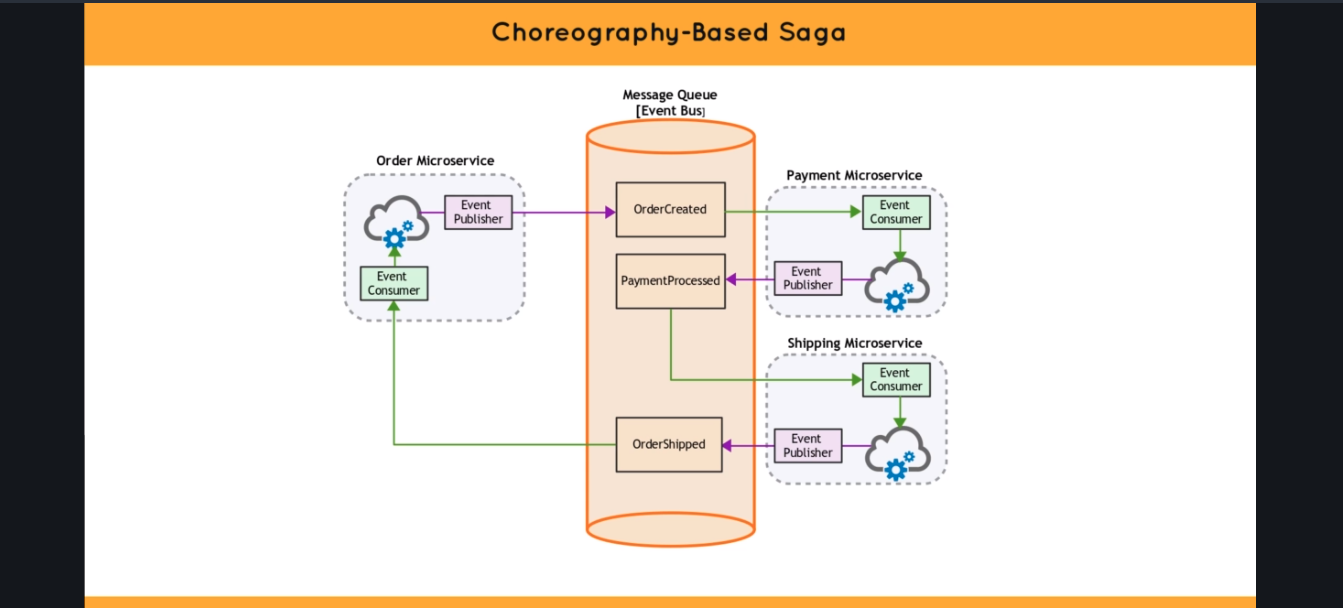 Choreography-Based Saga
Message Queue
[Event Bus]
Order Microservice
Event
Publisher
Event
Consumer
OrderCreated
PaymentProcessed
OrderShipped
Payment Microservice
Event
Consumer
Event
Publisher
Shipping Microservice
Event
Consumer
Event
Publisher